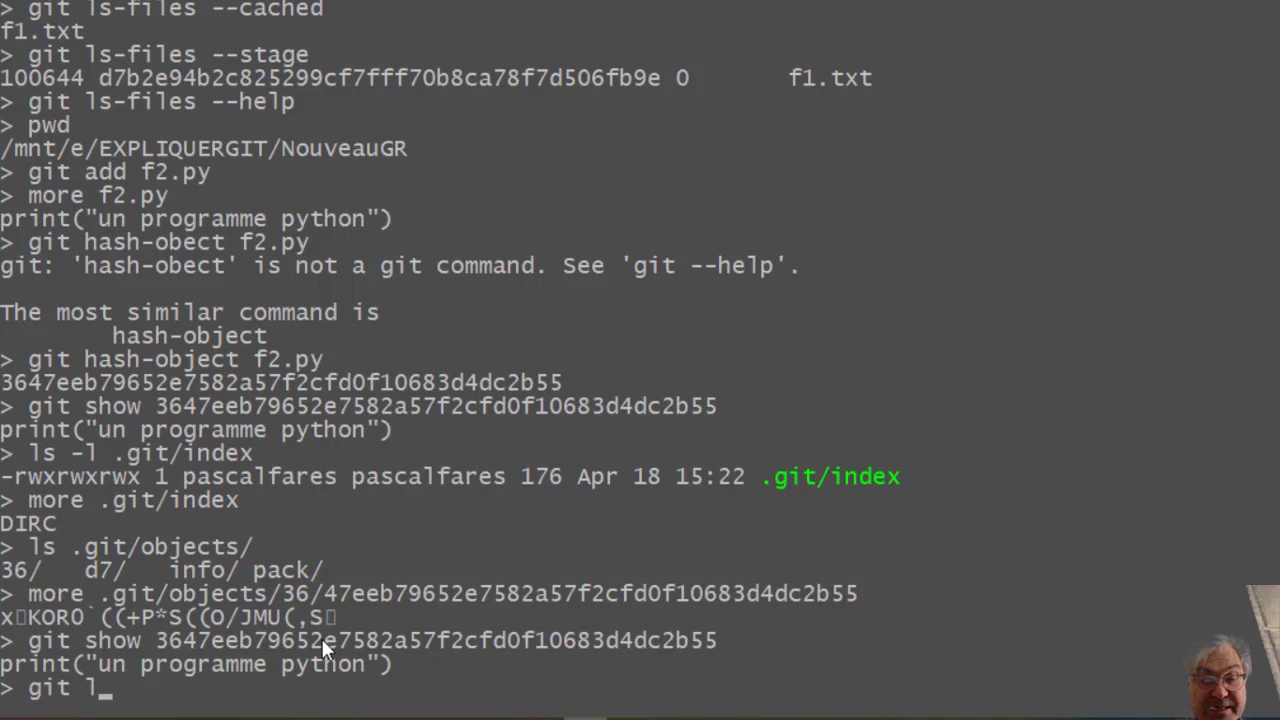 > git ls-files --cached
f1.txt
> git ls-files --stage
100644 d7b2e94b2c825299cf7fff70b8ca78f7d506fb9e 0 f1.txt
> git ls-files --help
> pwd
/mnt/e/EXPLIQUERGIT/NouveauGR
> git add f2.py
> more f2.py
print("un programme python")
> git hash-obect f2.py
git: 'hash-obect' is not a git command. See 'git --help'.
The most similar command is
hash-object
> git hash-object f2.py
3647eeb79652e7582a57f2cfd0f10683d4dc2b55
> git show 3647eeb79652e7582a57f2cfd0f10683d4dc2b55
print("un programme python")
> ls -l .git/index
-rwxrwxrwx 1 pascalfares pascalfares 176 Apr 18 15:22 .git/index
> more .git/index
DIRC
> ls .git/objects/
36/ d7/ info/ pack/
> more .git/objects/36/47eeb79652e7582a57f2cfd0f10683d4dc2b55
x▯KOR0`((+P*S((O/JMU(,S▯
> git show 3647eeb79652e7582a57f2cfd0f10683d4dc2b55
print("un programme python")
> git l_